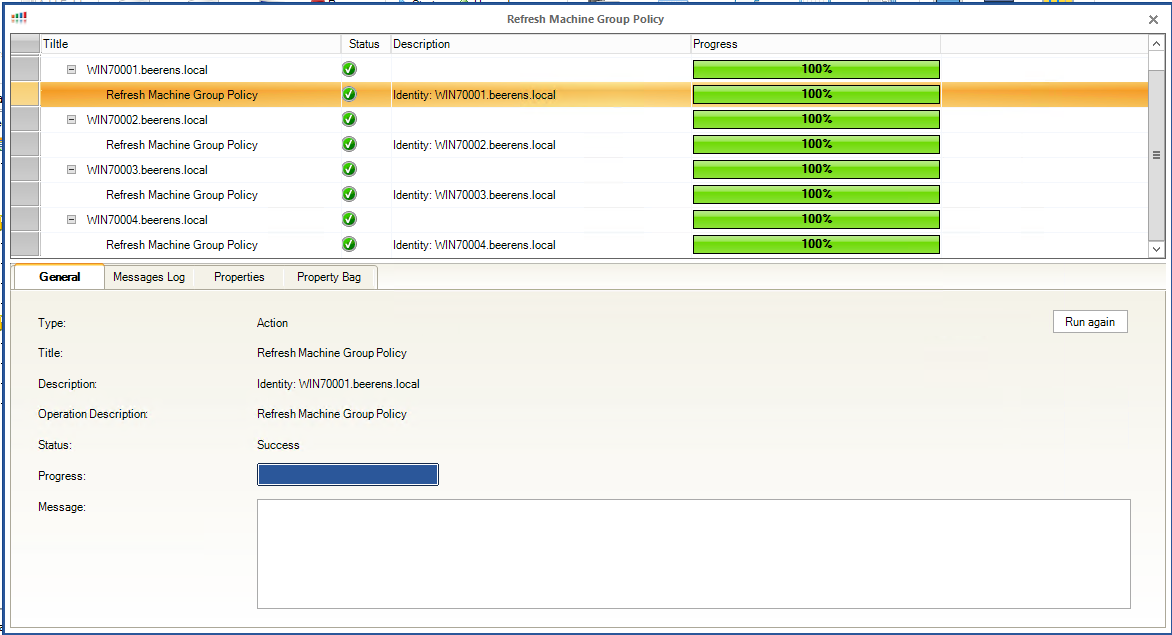 Refresh Machine Group Policy
Tiltle Status Description Progress
WIN70001.beerens.local 100%
Refresh Machine Group Policy Identity: WIN70001.beerens.local 100%
WIN70002.beerens.local 100%
Refresh Machine Group Policy Identity: WIN70002.beerens.local 100%
WIN70003.beerens.local 100%
Refresh Machine Group Policy Identity: WIN70003.beerens.local 100%
WIN70004.beerens.local 100%
Refresh Machine Group Policy Identity: WIN70004.beerens.local 100%
General Messages Log Properties Property Bag
Type: Action Run again
Title: Refresh Machine Group Policy
Description: Identity: WIN70001.beerens.local
Operation Description: Refresh Machine Group Policy
Status: Success
Progress:
Message: